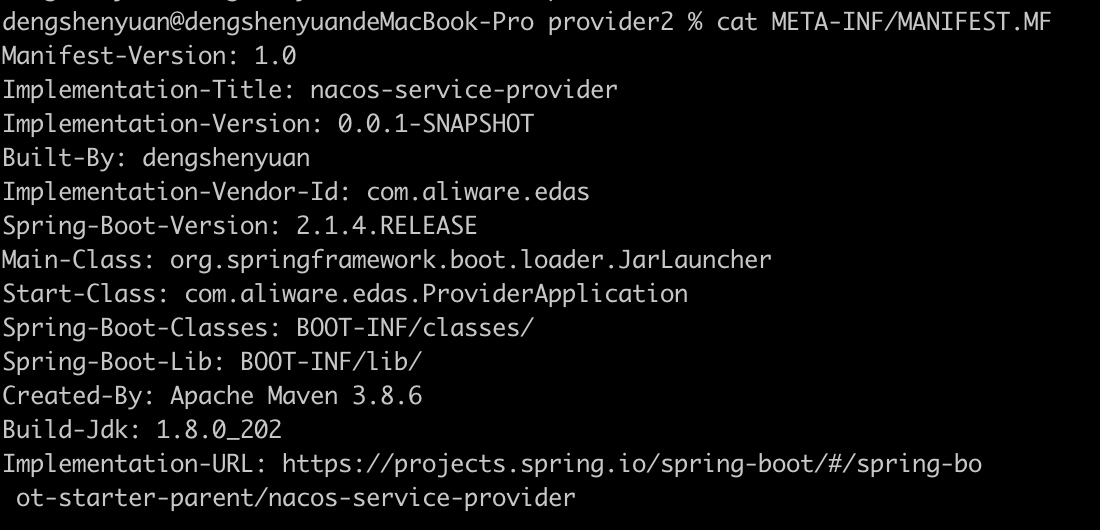 dengshenyuan@dengshenyuandeMacBook-Pro provider2 % cat META-INF/MANIFEST.MF
Manifest-Version: 1.0
Implementation-Title: nacos-service-provider
Implementation-Version: 0.0.1-SNAPSHOT
Built-By: dengshenyuan
Implementation-Vendor-Id: com.aliware.edas
Spring-Boot-Version: 2.1.4.RELEASE
Main-Class: org.springframework.boot.loader.JarLauncher
Start-Class: com.aliware.edas.ProviderApplication
Spring-Boot-Classes: BOOT-INF/classes/
Spring-Boot-Lib: BOOT-INF/lib/
Created-By: Apache Maven 3.8.6
Build-Jdk: 1.8.0_202
Implementation-URL: https://projects.spring.io/spring-boot/#/spring-bo
 ot-starter-parent/nacos-service-provider